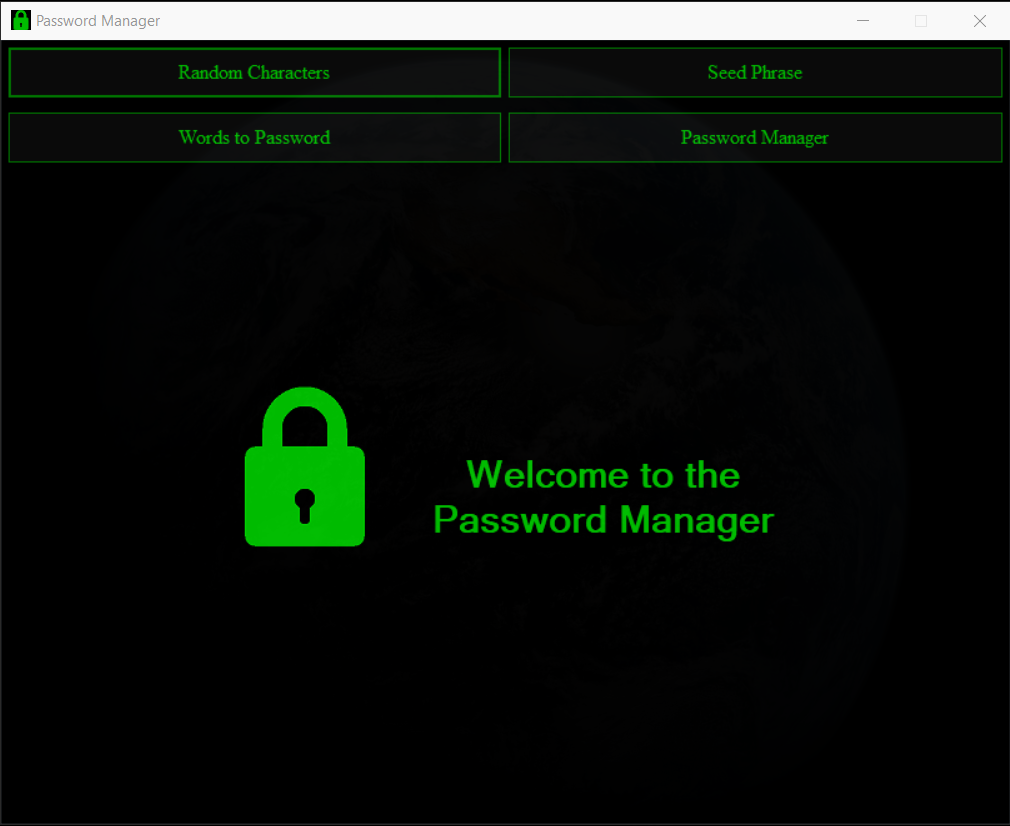 Password Manager
Random Characters
Seed Phrase
Words to Password
Password Manager
Welcome to the
Password Manager